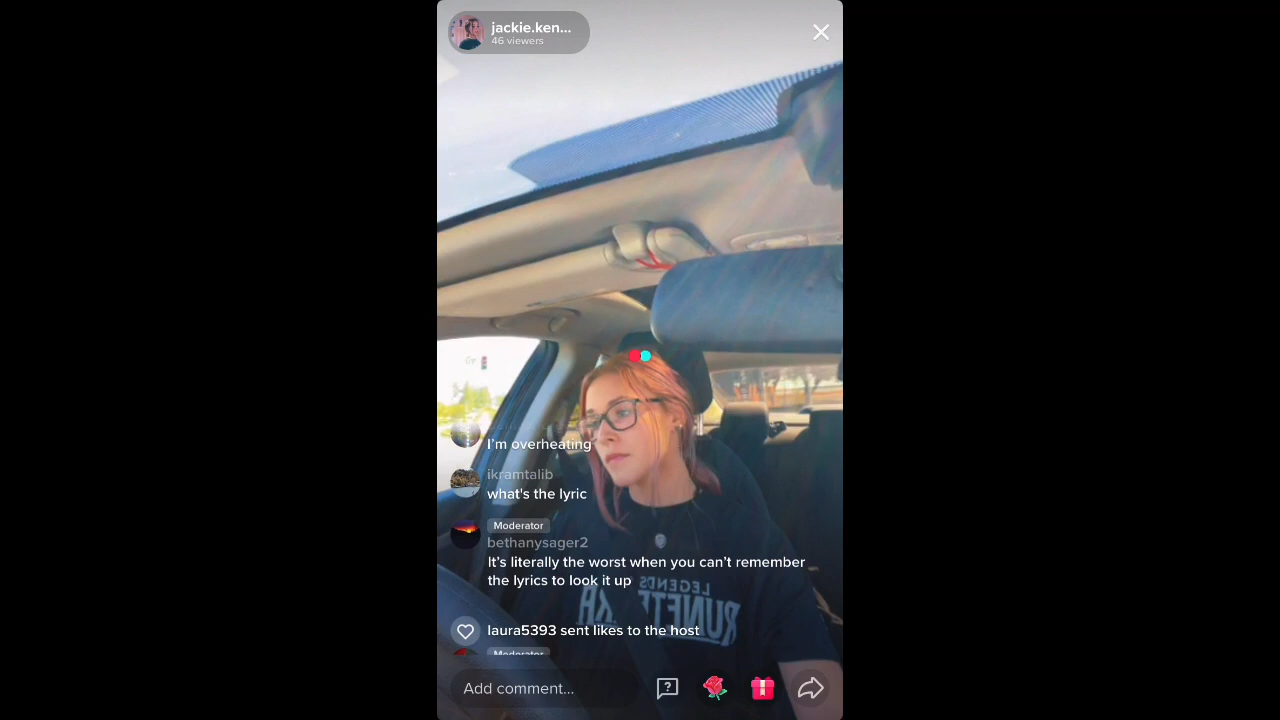 jackie.ken...
46 viewers
I'm overheating
ikramtalib
what's the lyric
Moderator
bethanysager2
It's literally the worst when you can't remember
the lyrics to look it up
LEGENDS
laura5393 sent likes to the host
Moderator
Add comment...